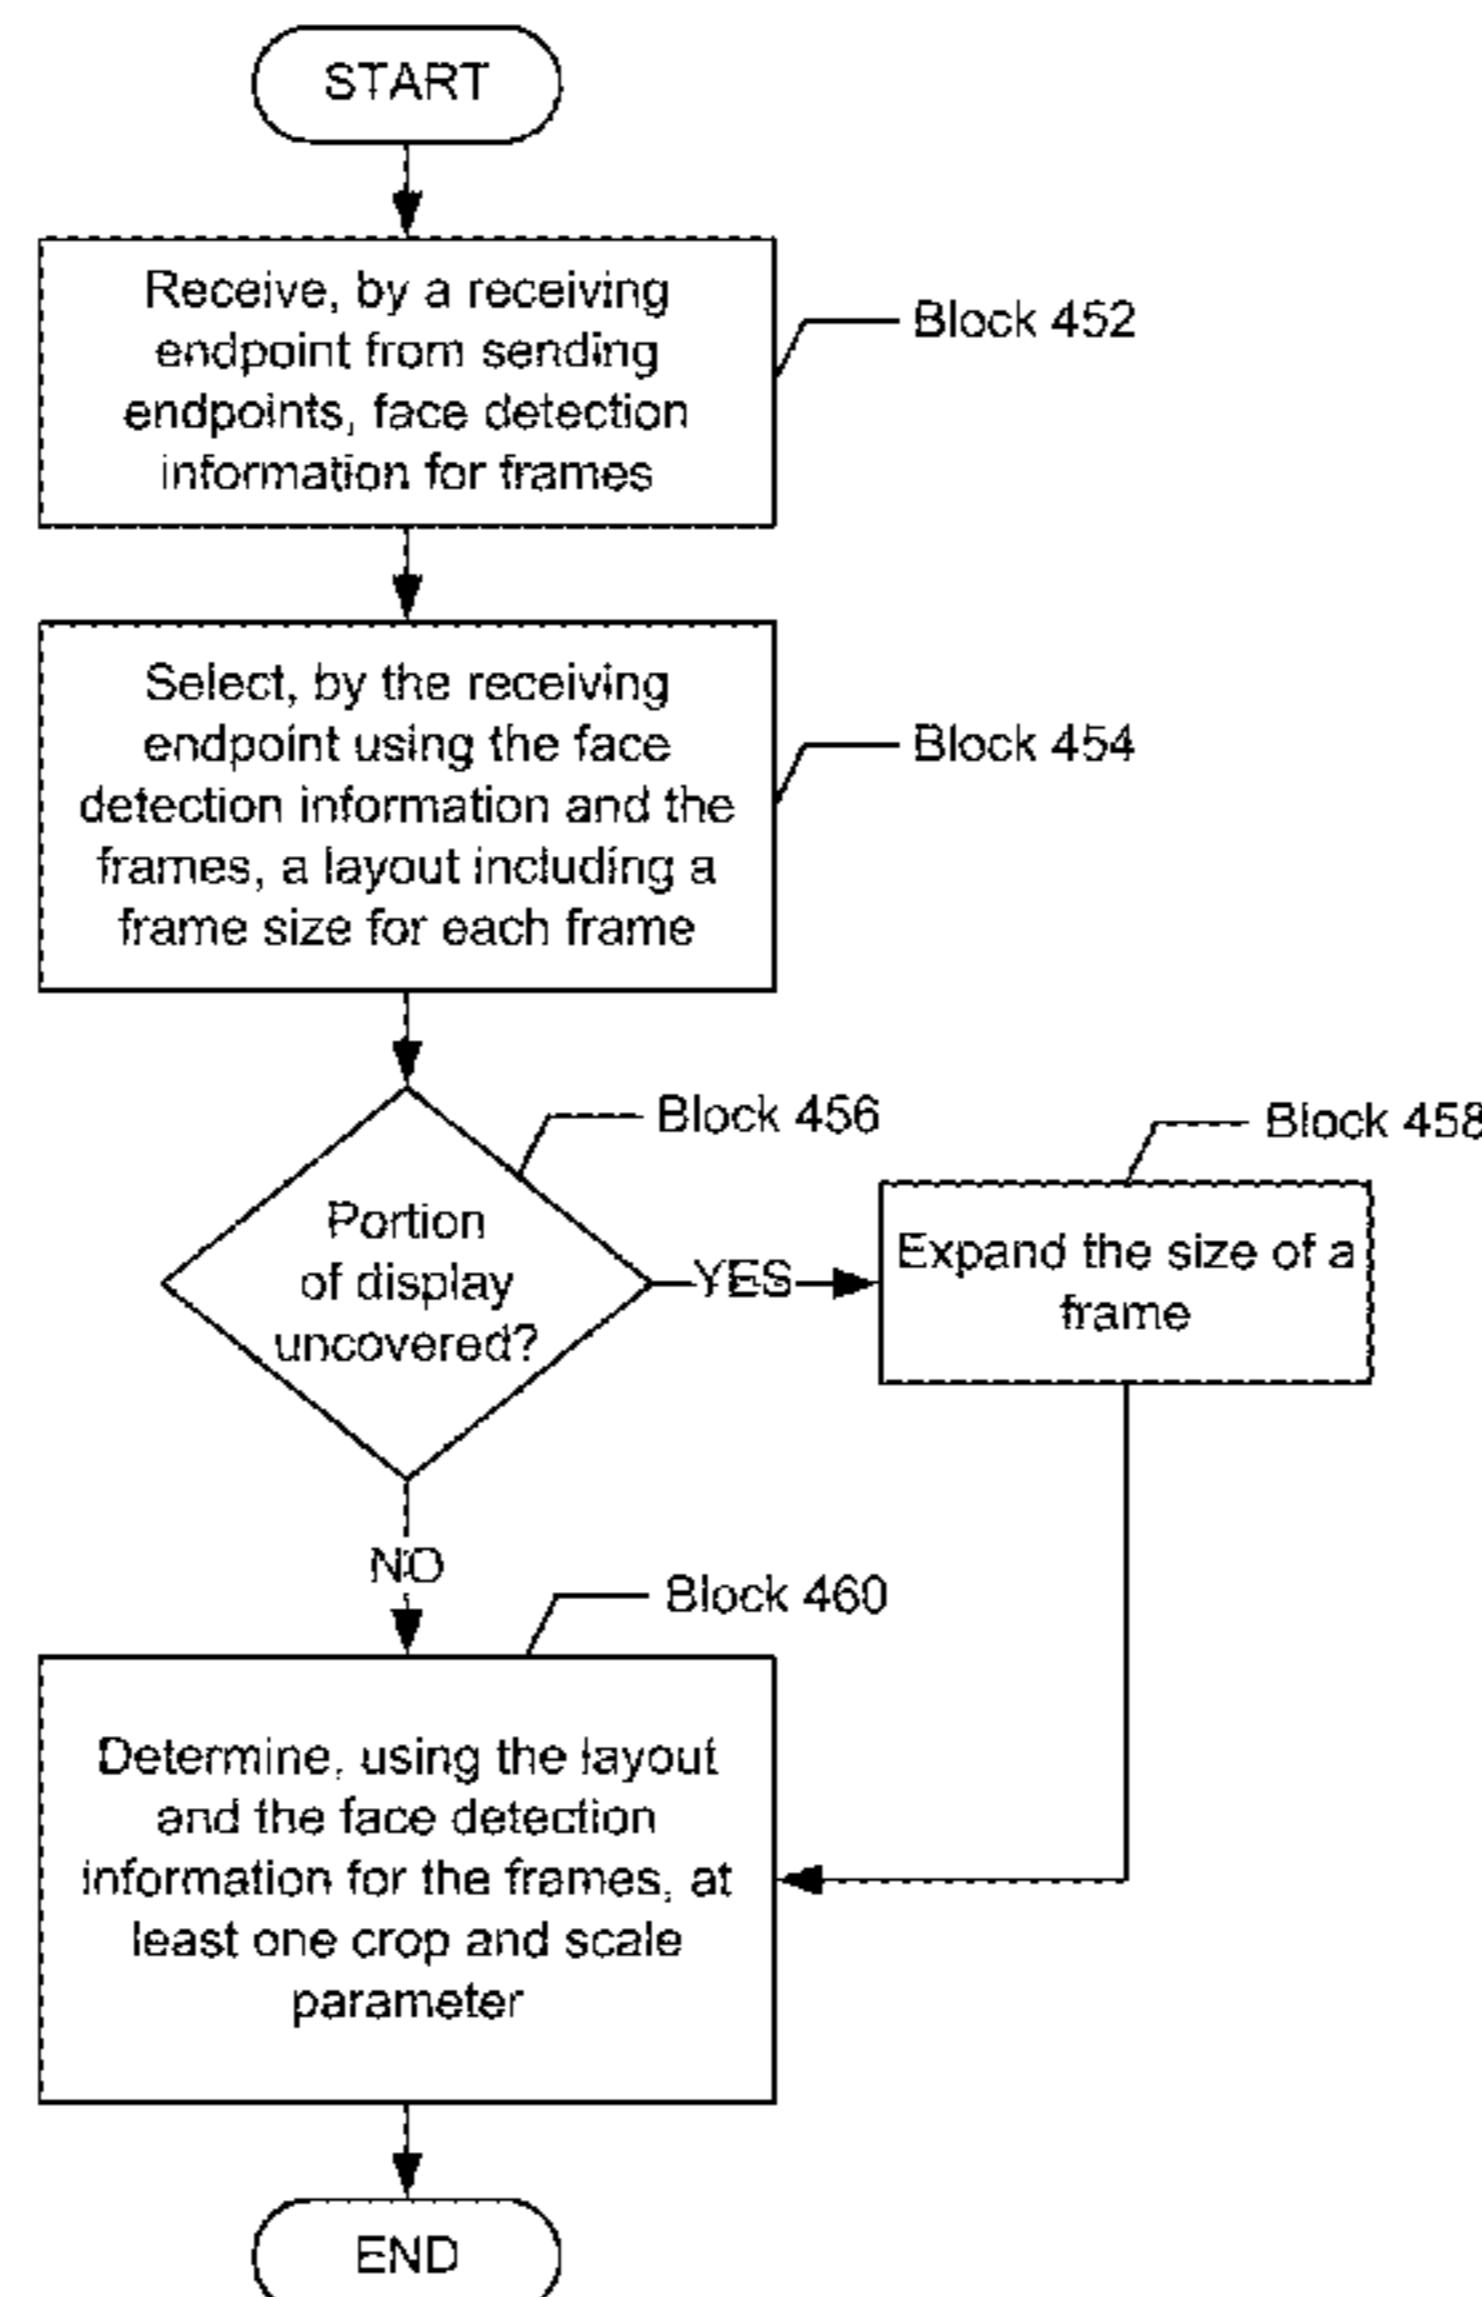 START
Receive, by a receiving
endpoint from sending
endpoints, face detection
information for frames
Block 452
Select, by the receiving
endpoint using the face
detection information and the
frames, a layout including a
frame size for each frame
Block 454
Block 456
Portion
of display
uncovered?
YES
Block 458
Expand the size of a
frame
NO
Block 460
Determine, using the layout
and the face detection
information for the frames, at
least one crop and scale
parameter
END